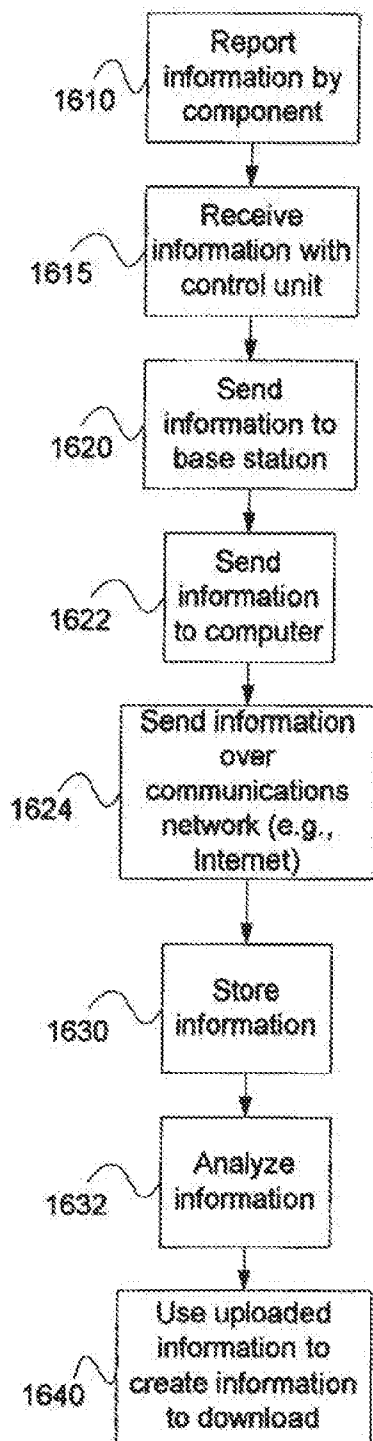 Report
information by
component
1610
Receive
information with
control unit
1615
Send
information to
base station
1620
Send
information
to computer
1622
Send information
over
communications
network (e.g.,
Internet)
1624
Store
information
1630
Analyze
information
1632
Use uploaded
information to
create information
to download
1640